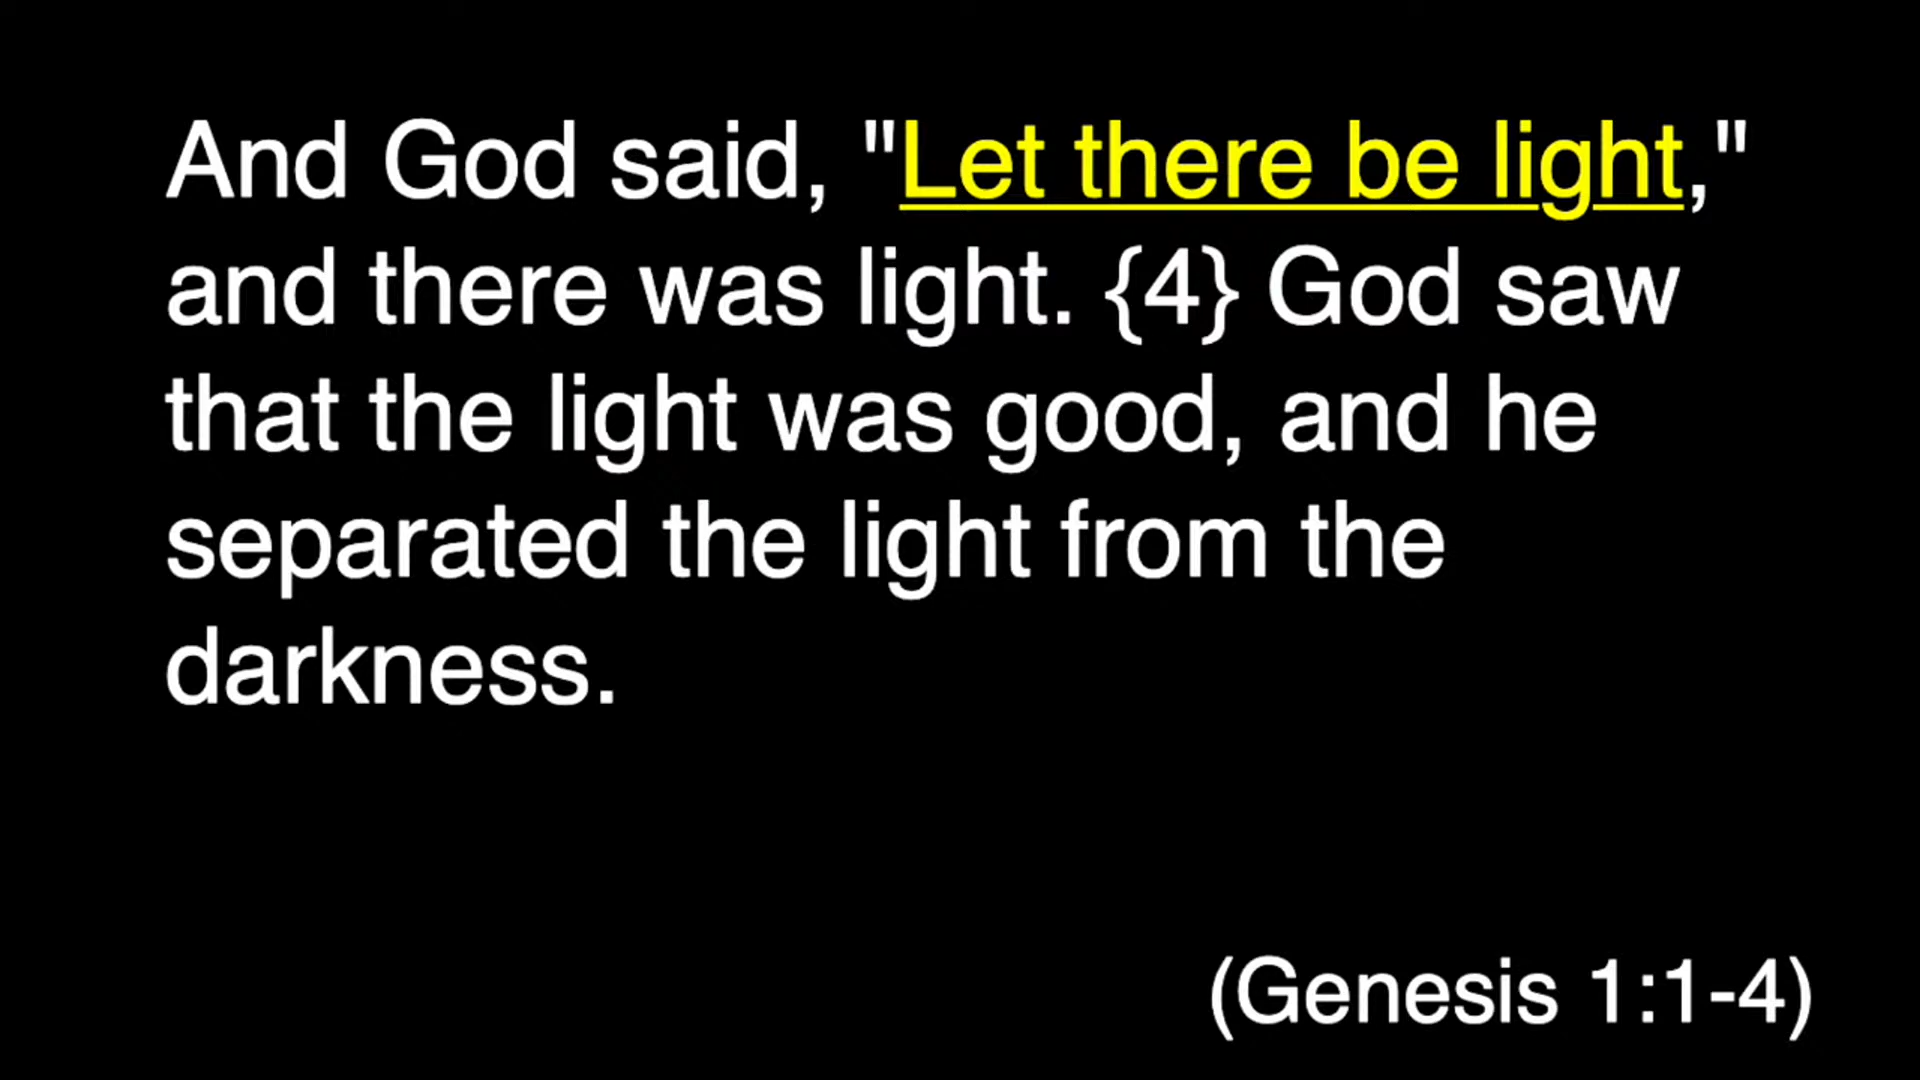 And God said, "Let there be light,"
and there was light. {4} God saw
that the light was good, and he
separated the light from the
darkness.
(Genesis 1:1-4)